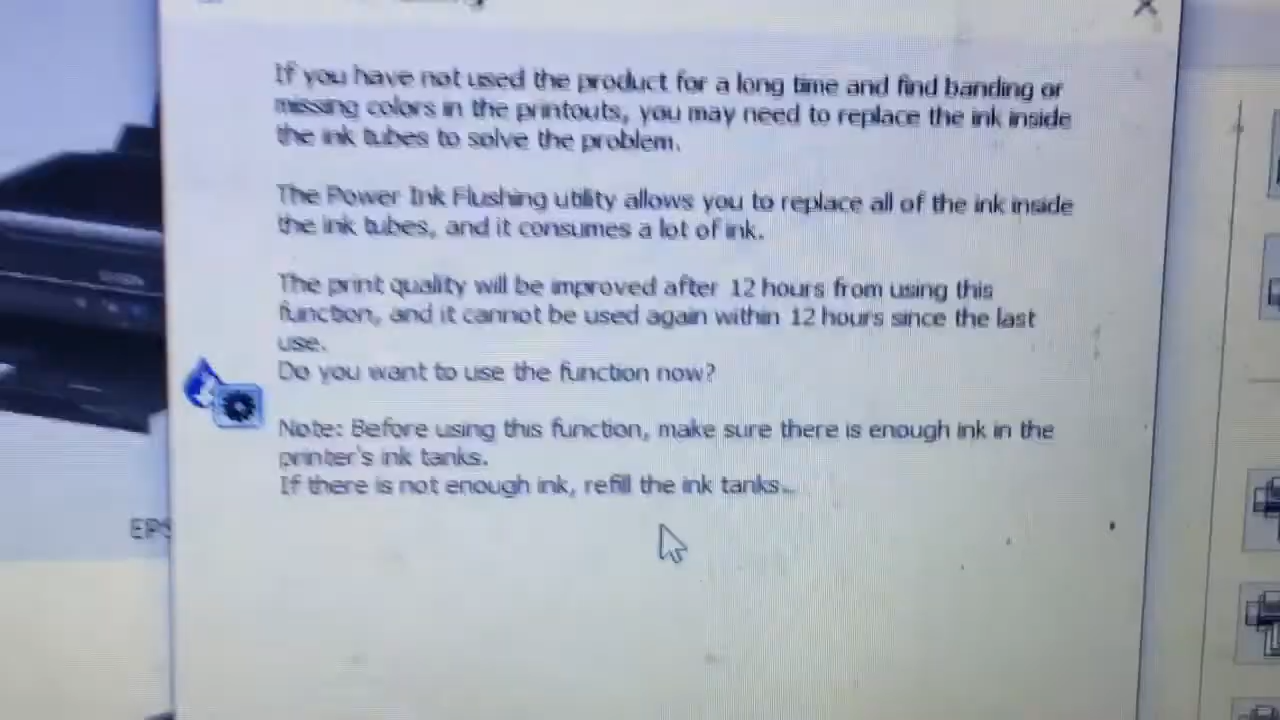 If you have not used the product for a long time and find banding or
missing colors in the printouts, you may need to replace the ink inside
the ink tubes to solve the problem.
The Power Ink Flushing utility allows you to replace all of the ink inside
the ink tubes, and it consumes a lot of ink.
The print quality will be improved after 12 hours from using this
function, and it cannot be used again within 12 hours since the last
use.
Do you want to use the function now?
Note: Before using this function, make sure there is enough ink in the
printer's ink tanks.
If there is not enough ink, refill the ink tanks..
EPS